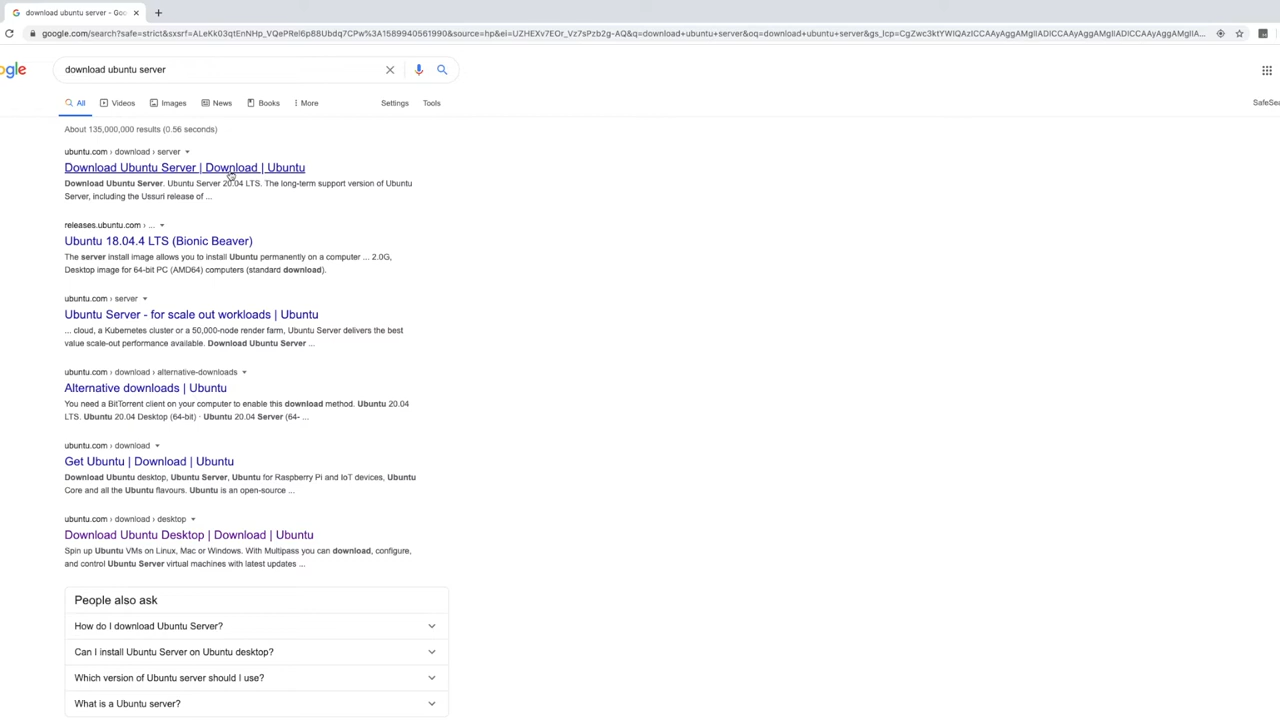 download ubuntu server - Goo
google.com/search?safe=strict&sxsrf=ALeKk03qtEnNHp_VQePRel6p88Ubdq7CPw%3A1589940561990&source=hp&ei=UZHEXv7EOr_Vz7sPzb2g-AQ&q=download+ubuntu+server&oq=download+ubuntu+server&gs_lcp=CgZwc3ktYWIQAzICCAAyAggAMgIIADICCAAyAggAMgIIADICCAAyAggAMgIIADICCAAyAggAMgIIA...
ogle
download ubuntu server
All Videos Images News Books More Settings Tools
SafeSea
About 135,000,000 results (0.56 seconds)
ubuntu.com › download › server
Download Ubuntu Server | Download | Ubuntu
Download Ubuntu Server. Ubuntu Server 20.04 LTS. The long-term support version of Ubuntu
Server, including the Ussuri release of ...
releases.ubuntu.com › ...
Ubuntu 18.04.4 LTS (Bionic Beaver)
The server install image allows you to install Ubuntu permanently on a computer ... 2.0G,
Desktop image for 64-bit PC (AMD64) computers (standard download).
ubuntu.com › server
Ubuntu Server - for scale out workloads | Ubuntu
... cloud, a Kubernetes cluster or a 50,000-node render farm, Ubuntu Server delivers the best
value scale-out performance available. Download Ubuntu Server ...
ubuntu.com › download › alternative-downloads
Alternative downloads | Ubuntu
You need a BitTorrent client on your computer to enable this download method. Ubuntu 20.04
LTS. Ubuntu 20.04 Desktop (64-bit) · Ubuntu 20.04 Server (64- ...
ubuntu.com › download
Get Ubuntu | Download | Ubuntu
Download Ubuntu desktop, Ubuntu Server, Ubuntu for Raspberry Pi and IoT devices, Ubuntu
Core and all the Ubuntu flavours. Ubuntu is an open-source ...
ubuntu.com › download › desktop
Download Ubuntu Desktop | Download | Ubuntu
Spin up Ubuntu VMs on Linux, Mac or Windows. With Multipass you can download, configure,
and control Ubuntu Server virtual machines with latest updates ...
People also ask
How do I download Ubuntu Server?
Can I install Ubuntu Server on Ubuntu desktop?
Which version of Ubuntu server should I use?
What is a Ubuntu server?